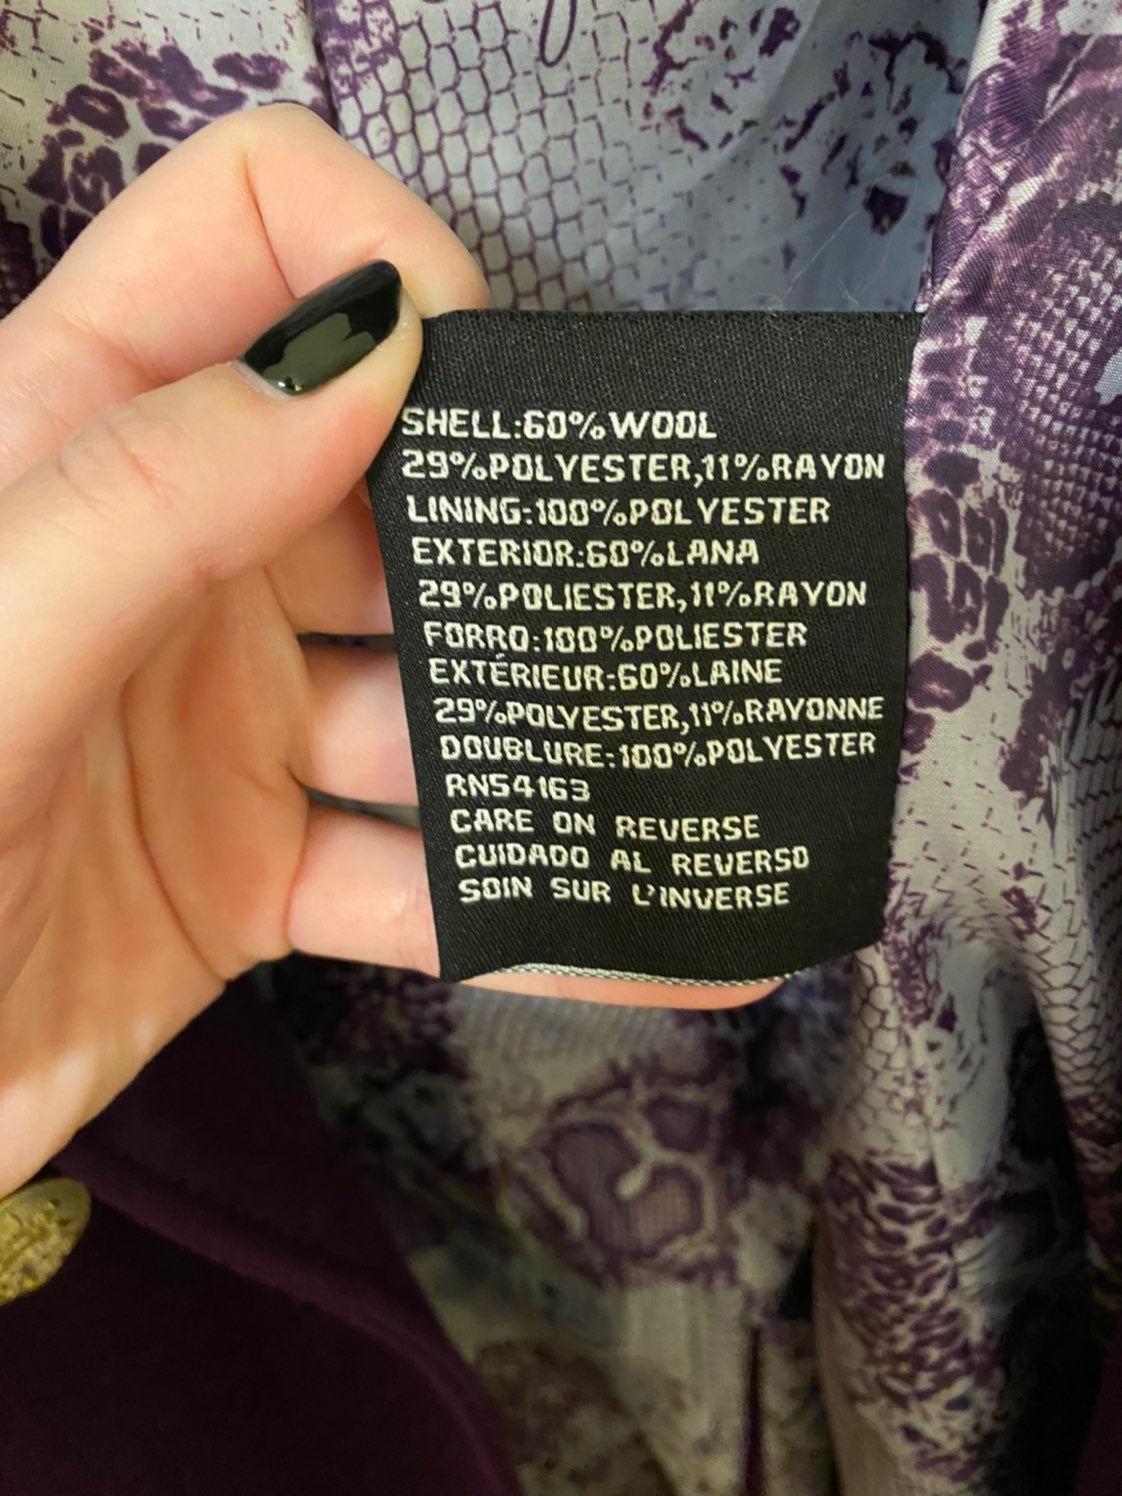 SHELL:60%WOOL
29%POLYESTER,11%RAYON
LINING:100%POLYESTER
EXTERIOR:60%LANA
29%POLIESTER,11%RAYON
FORRO:100%POLIESTER
EXTÉRIEUR:60%LAINE
29%POLYESTER,11%RAYONNE
DOUBLURE:100%POLYESTER
RN54163
CARE ON REVERSE
CUIDADO AL REVERSO
SOIN SUR L'INVERSE